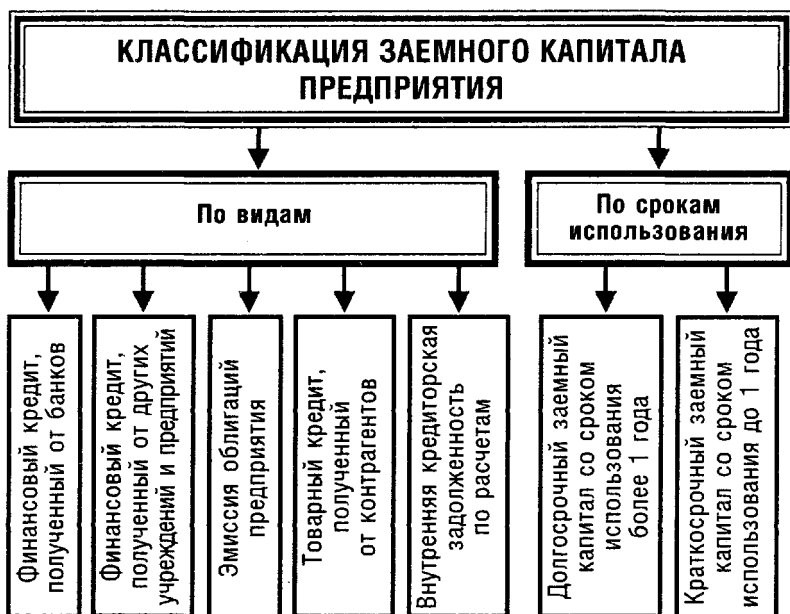 КЛАССИФИКАЦИЯ ЗАЕМНОГО КАПИТАЛА
ПРЕДПРИЯТИЯ
По видам
По срокам
использования
Финансовый кредит,
полученный от банков
Финансовый кредит,
полученный от других
учреждений и предприятий
Эмиссия облигаций
предприятия
Товарный кредит,
полученный
от контрагентов
Внутренняя кредиторская
задолженность
по расчетам
Долгосрочный заемный
капитал со сроком
использования
более 1 года
Краткосрочный заемный
капитал со сроком
использования до 1 года